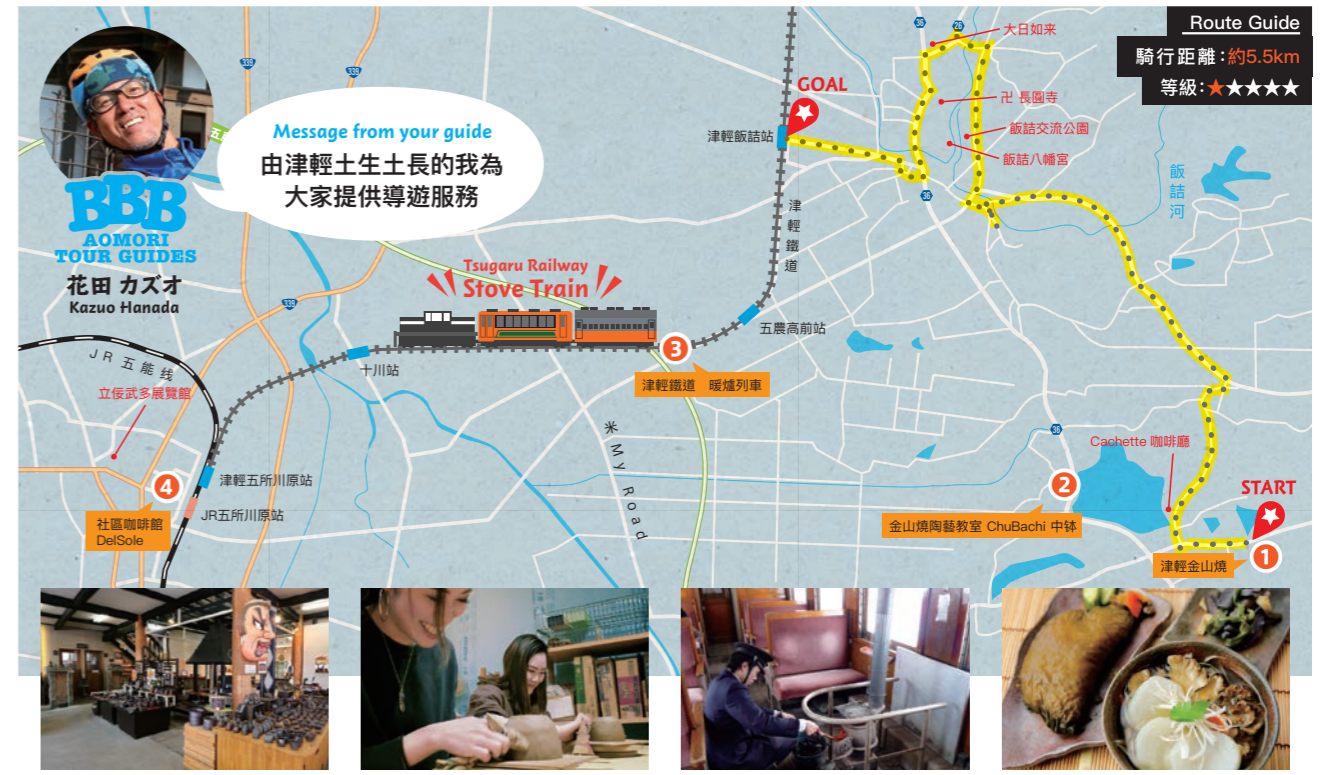 Route Guide
騎行距離：約5.5km
等級：★★★★★
Message from your guide
由津輕土生土長的我為
大家提供導遊服務
BBB
AOMORI
TOUR GUIDES
花田 カズオ
Kazuo Hanada
339
339
339
五
36
26
大日如来
卍 長圓寺
飯詰交流公園
飯詰八幡宮
GOAL
津輕飯詰站
36
飯詰河
津輕鐵道
Tsugaru Railway
Stove Train
五農高前站
3
津輕鐵道 暖爐列車
十川站
JR五能线
立佞武多展覽館
米 My Road
36
Cachette 咖啡廳
START
4
津輕五所川原站
JR五所川原站
社區咖啡館
DelSole
2
金山燒陶藝教室 ChuBachi 中钵
1
津輕金山燒